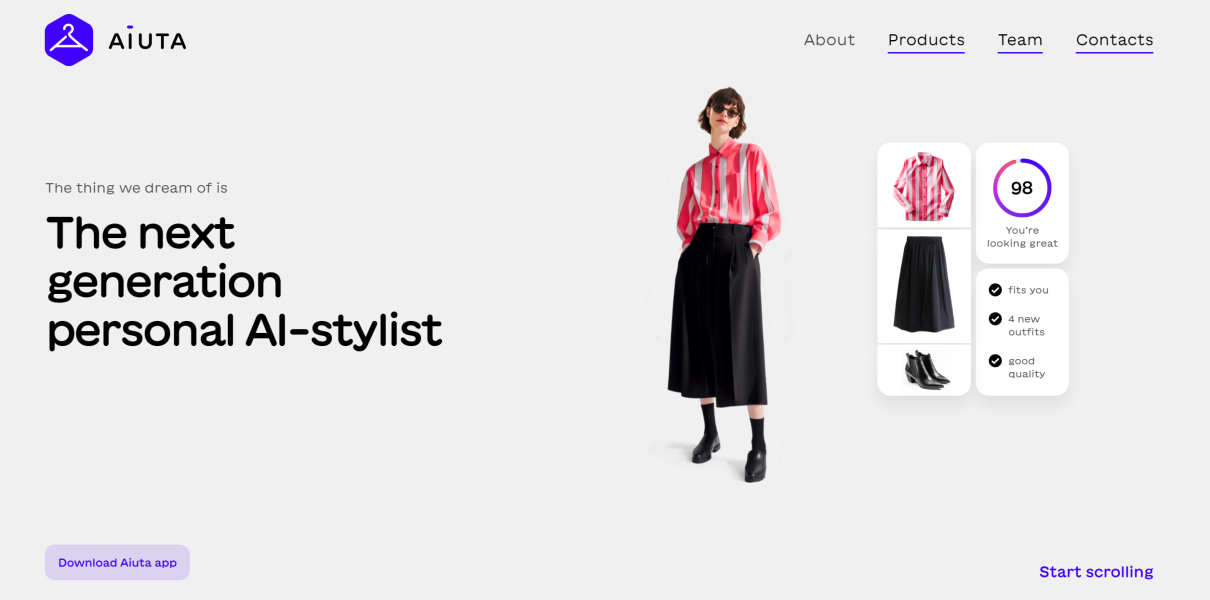 AIUTA
About
Products
Team
Contacts
The thing we dream of is
The next
generation
personal AI-stylist
98
You're
looking great
fits you
4 new
outfits
good
quality
Download Aiuta app
Start scrolling